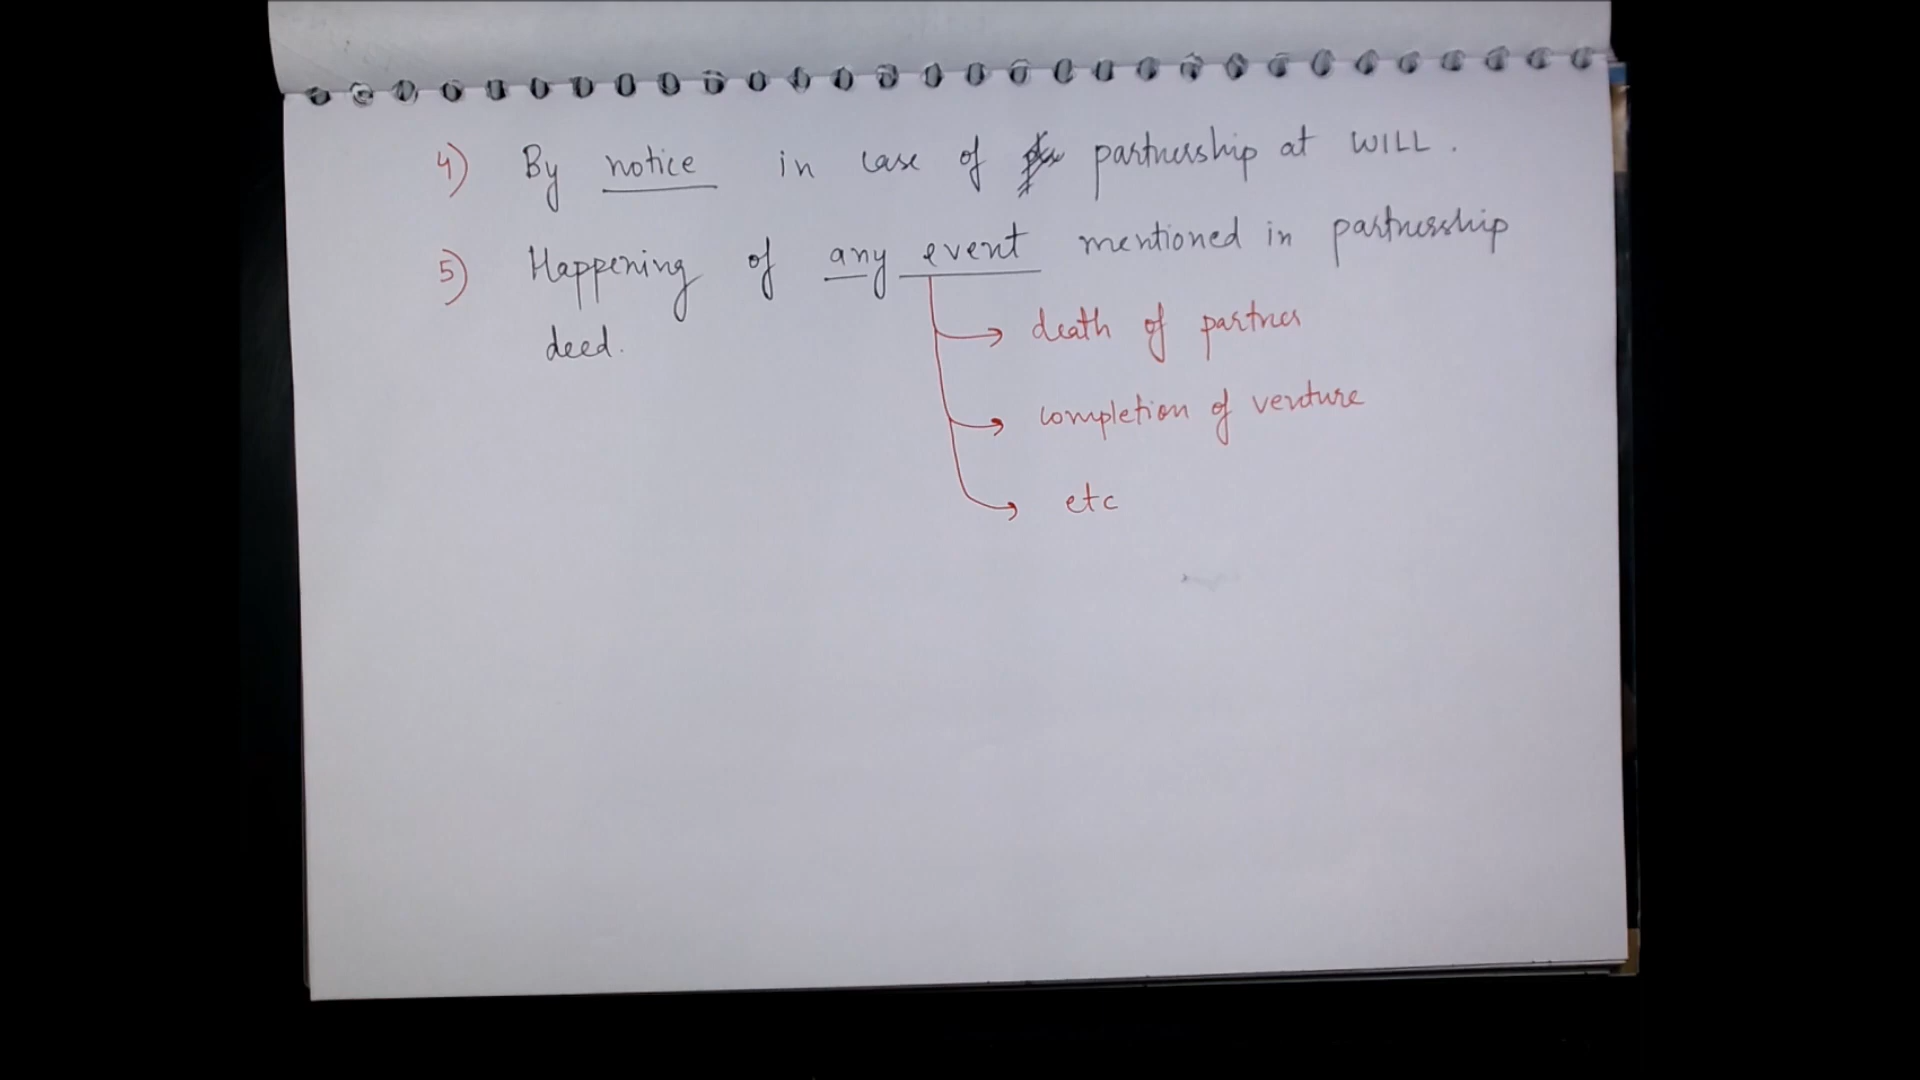 4) By notice in case of partnership at WILL.
5) Happening of any event mentioned in partnership
deed.
death of partner
completion of venture
etc